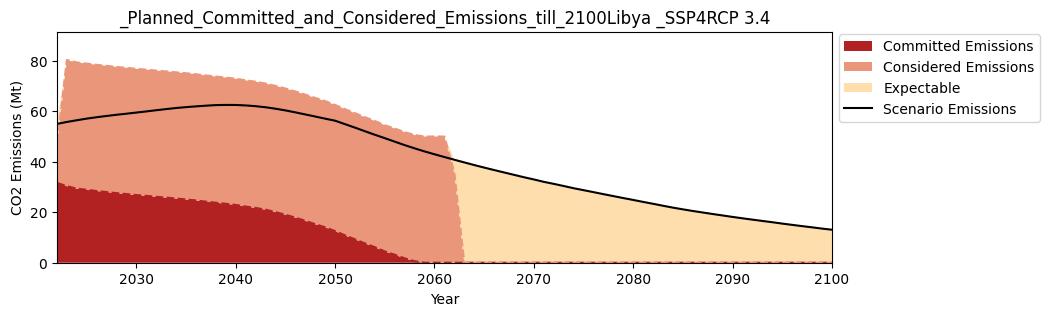 _Planned_Committed_and_Considered_Emissions_till_2100Libya _SSP4RCP 3.4
CO2 Emissions (Mt)
80
60
40
20
0
2030 2040 2050 2060 2070 2080 2090 2100
Year
Committed Emissions
Considered Emissions
Expectable
Scenario Emissions